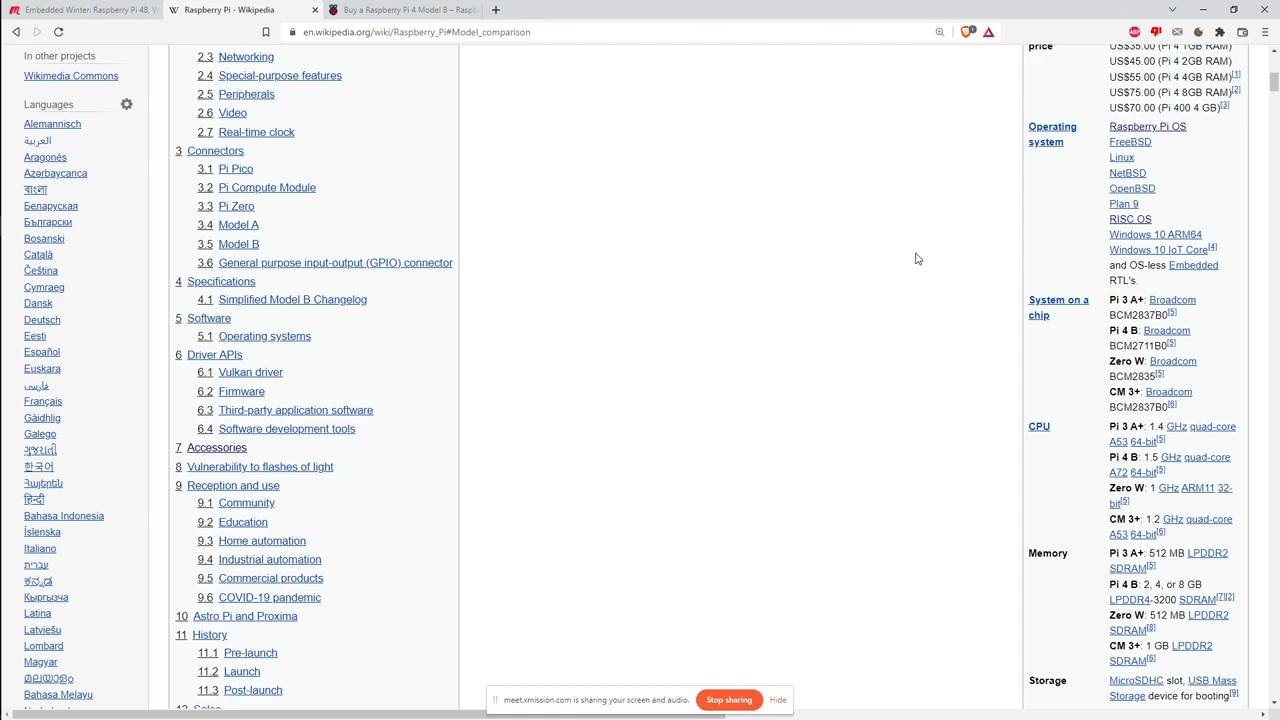 Embedded Winter: Raspberry Pi 4B, W
Raspberry Pi - Wikipedia
Buy a Raspberry Pi 4 Model B – Raspb
en.wikipedia.org/wiki/Raspberry_Pi#Model_comparison
In other projects
Wikimedia Commons
Languages
Alemannisch
العربية
Aragonés
Azərbaycanca
বাংলা
Беларуская
Български
Bosanski
Català
Čeština
Cymraeg
Dansk
Deutsch
Eesti
Español
Euskara
فارسی
Français
Gàidhlig
Galego
ગુજરાતી
한국어
Հայերեն
हिन्दी
Bahasa Indonesia
Íslenska
Italiano
עברית
ಕನ್ನಡ
Кыргызча
Latina
Latviešu
Lombard
Magyar
മലയാളം
Bahasa Melayu
2.3 Networking
2.4 Special-purpose features
2.5 Peripherals
2.6 Video
2.7 Real-time clock
3 Connectors
3.1 Pi Pico
3.2 Pi Compute Module
3.3 Pi Zero
3.4 Model A
3.5 Model B
3.6 General purpose input-output (GPIO) connector
4 Specifications
4.1 Simplified Model B Changelog
5 Software
5.1 Operating systems
6 Driver APIs
6.1 Vulkan driver
6.2 Firmware
6.3 Third-party application software
6.4 Software development tools
7 Accessories
8 Vulnerability to flashes of light
9 Reception and use
9.1 Community
9.2 Education
9.3 Home automation
9.4 Industrial automation
9.5 Commercial products
9.6 COVID-19 pandemic
10 Astro Pi and Proxima
11 History
11.1 Pre-launch
11.2 Launch
11.3 Post-launch
12 Sales
price US$35.00 (Pi 4 1GB RAM)
US$45.00 (Pi 4 2GB RAM)
US$55.00 (Pi 4 4GB RAM)[1]
US$75.00 (Pi 4 8GB RAM)[2]
US$70.00 (Pi 400 4 GB)[3]
Operating Raspberry Pi OS
system FreeBSD
Linux
NetBSD
OpenBSD
Plan 9
RISC OS
Windows 10 ARM64
Windows 10 IoT Core[4]
and OS-less Embedded
RTL's.
System on a Pi 3 A+: Broadcom
chip BCM2837B0[5]
Pi 4 B: Broadcom
BCM2711B0[5]
Zero W: Broadcom
BCM2835[5]
CM 3+: Broadcom
BCM2837B0[6]
CPU Pi 3 A+: 1.4 GHz quad-core
A53 64-bit[5]
Pi 4 B: 1.5 GHz quad-core
A72 64-bit[5]
Zero W: 1 GHz ARM11 32-
bit[5]
CM 3+: 1.2 GHz quad-core
A53 64-bit[6]
Memory Pi 3 A+: 512 MB LPDDR2
SDRAM[5]
Pi 4 B: 2, 4, or 8 GB
LPDDR4-3200 SDRAM[7][2]
Zero W: 512 MB LPDDR2
SDRAM[8]
CM 3+: 1 GB LPDDR2
SDRAM[6]
Storage MicroSDHC slot, USB Mass
Storage device for booting[9]
meet.xmission.com is sharing your screen and audio. Stop sharing Hide